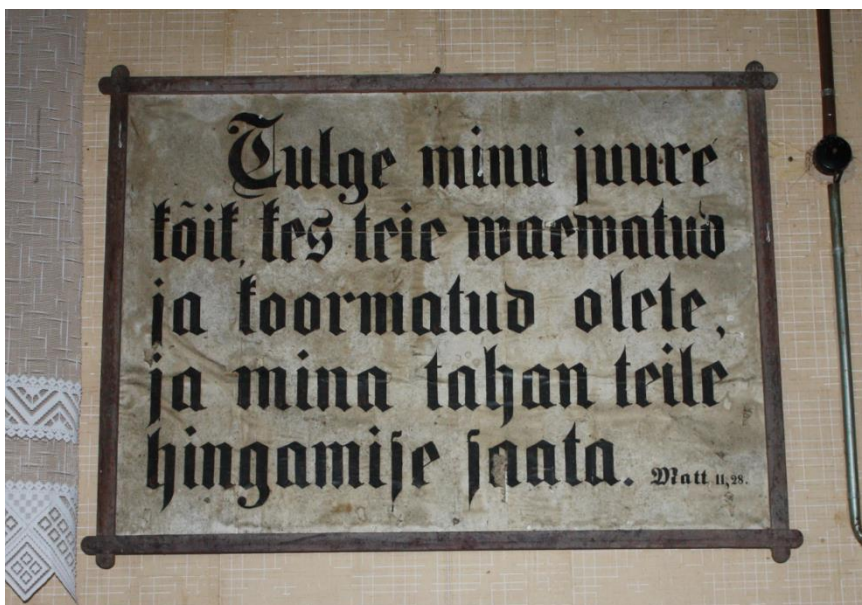 Tulge minu juure
kõik, kes teie waewatud
ja koormatud olete,
ja mina tahan teile
hingamiſe ſaata. Matt. 11,28.